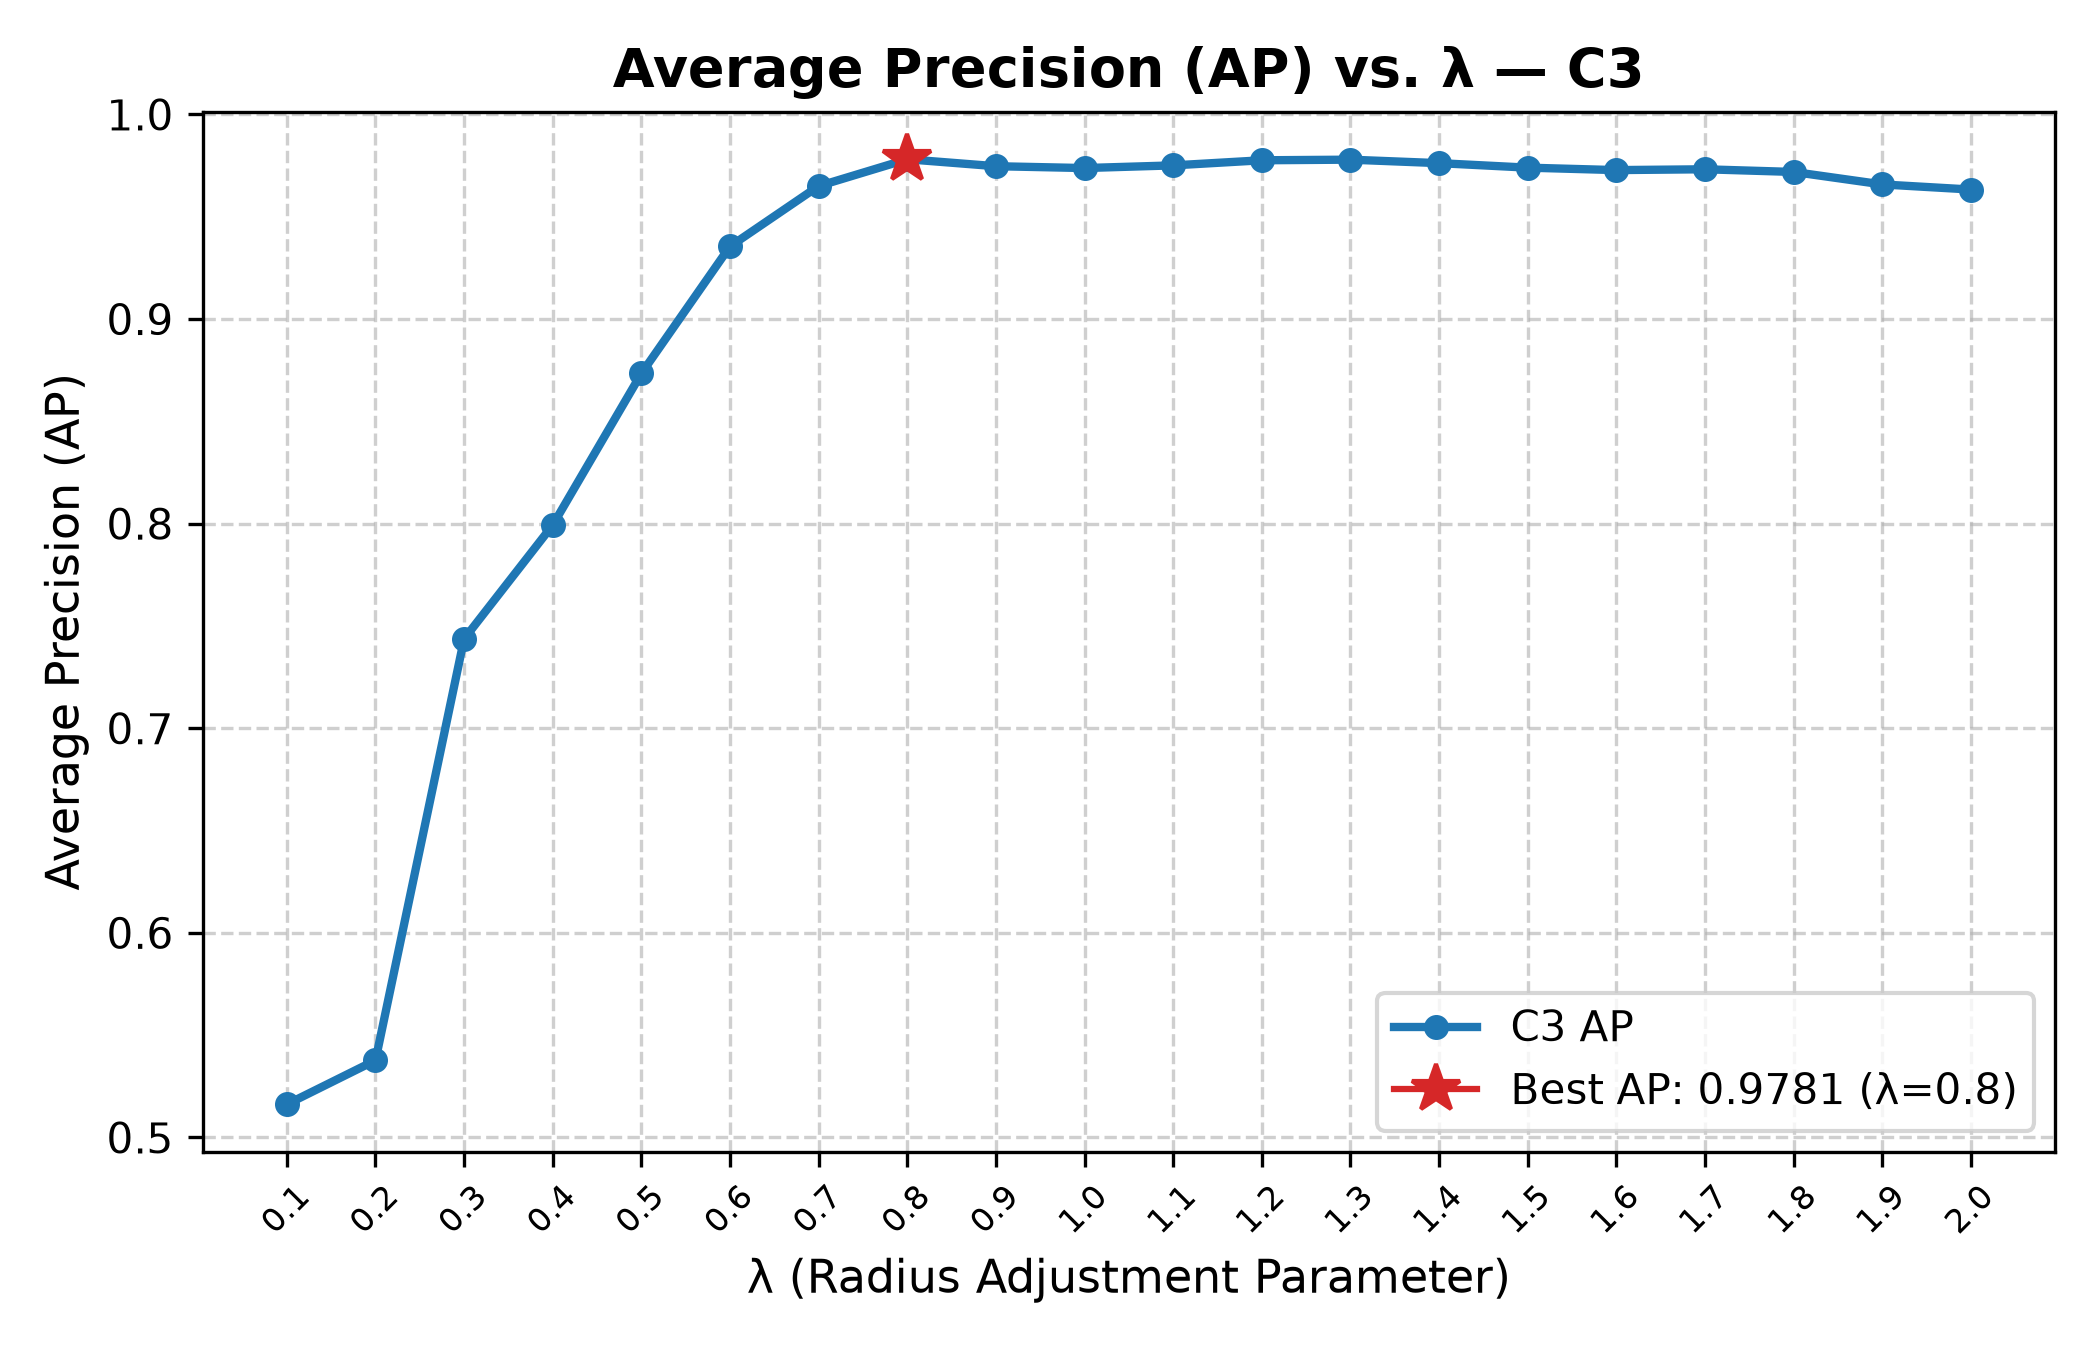 Average Precision (AP) vs. λ — C3
1.0
0.9
0.8
0.7
0.6
0.5
Average Precision (AP)
C3 AP
Best AP: 0.9781 (λ=0.8)
0.1 0.2 0.3 0.4 0.5 0.6 0.7 0.8 0.9 1.0 1.1 1.2 1.3 1.4 1.5 1.6 1.7 1.8 1.9 2.0
λ (Radius Adjustment Parameter)